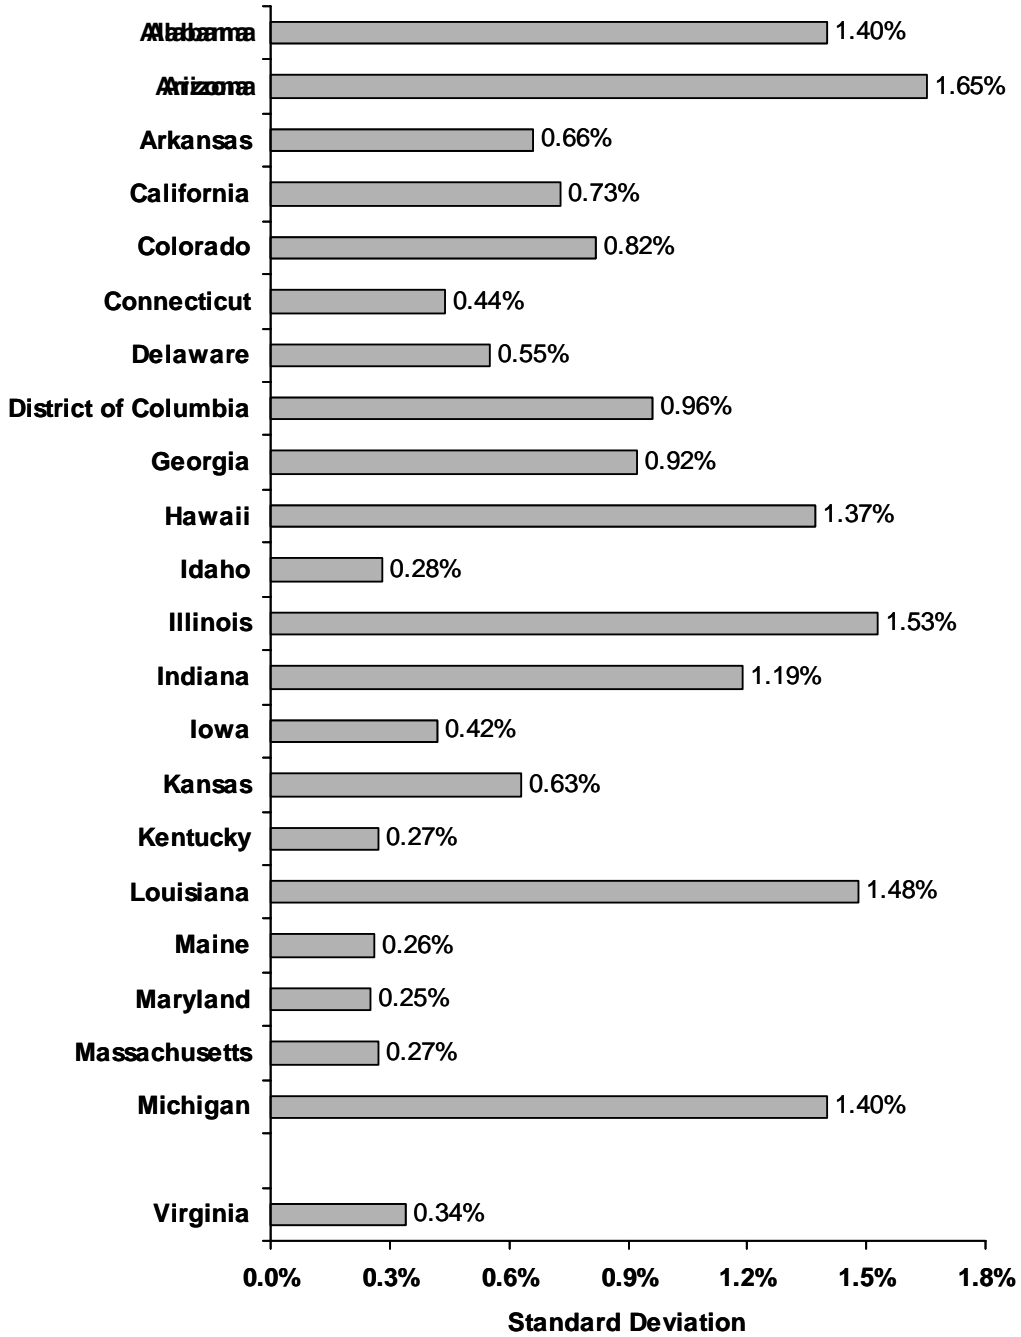 Alabama 1.40%
Arizona 1.65%
Arkansas 0.66%
California 0.73%
Colorado 0.82%
Connecticut 0.44%
Delaware 0.55%
District of Columbia 0.96%
Georgia 0.92%
Hawaii 1.37%
Idaho 0.28%
Illinois 1.53%
Indiana 1.19%
Iowa 0.42%
Kansas 0.63%
Kentucky 0.27%
Louisiana 1.48%
Maine 0.26%
Maryland 0.25%
Massachusetts 0.27%
Michigan 1.40%
Virginia 0.34%
0.0% 0.3% 0.6% 0.9% 1.2% 1.5% 1.8%
Standard Deviation